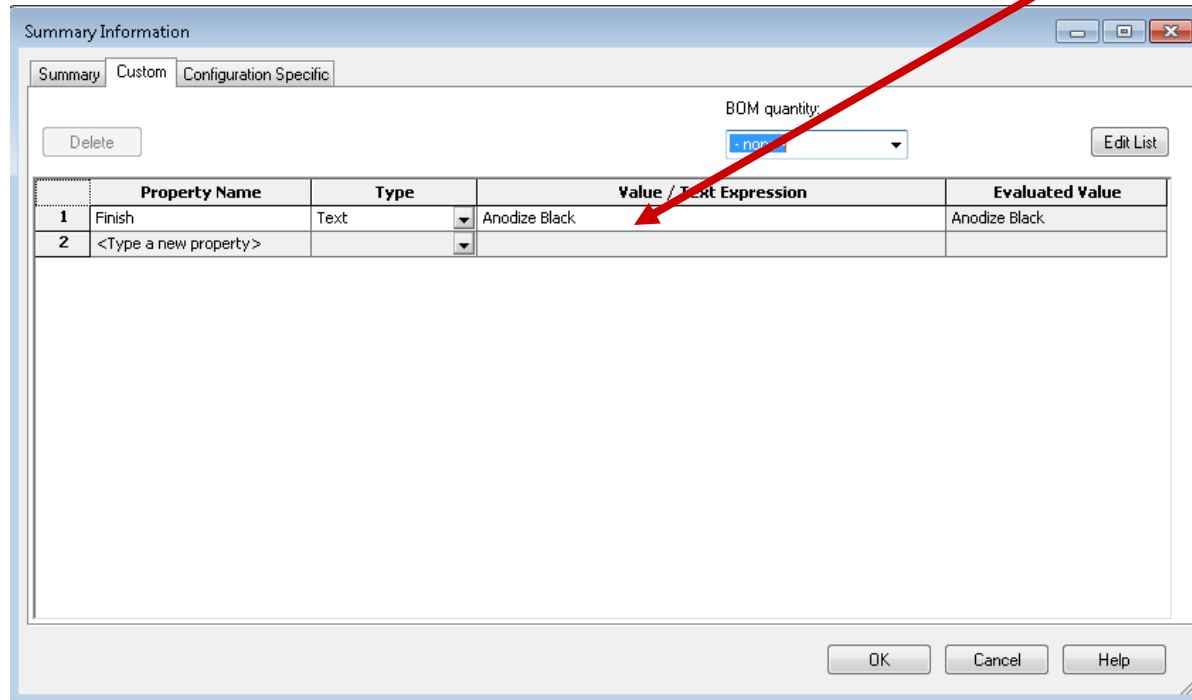 Summary Information
Summary Custom Configuration Specific
BOM quantity:
Delete
Edit List
Property Name Type Value / Text Expression Evaluated Value
1 Finish Text Anodize Black Anodize Black
2 <Type a new property>
OK Cancel Help